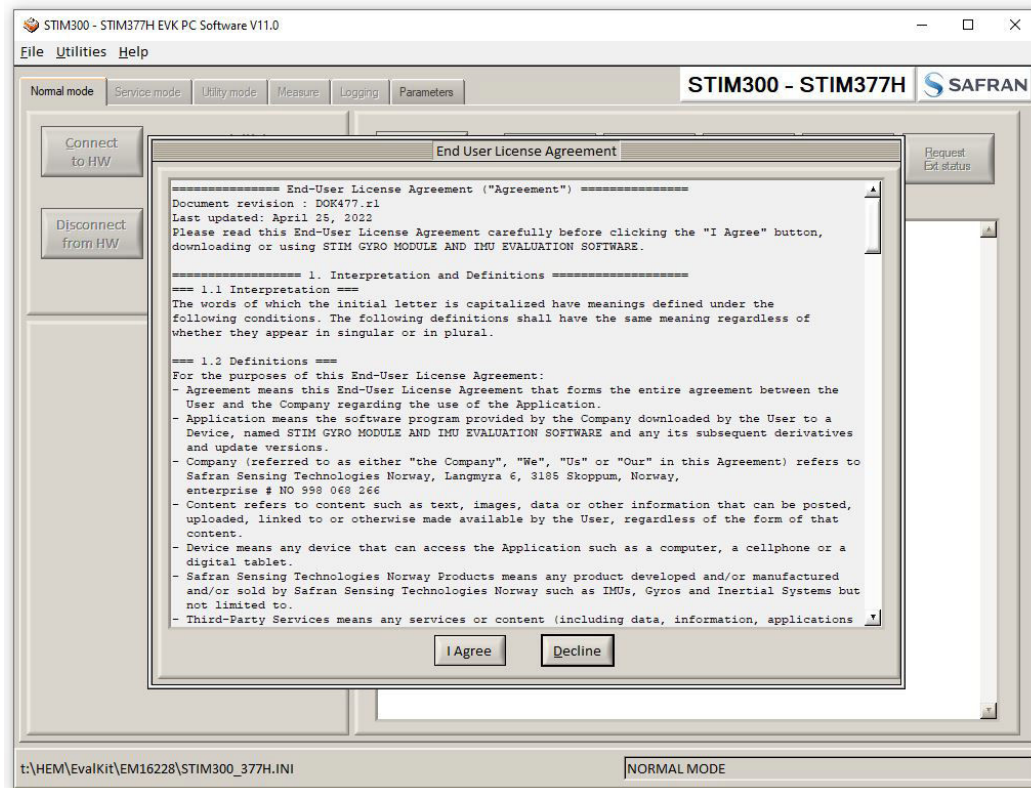 STIM300 - STIM377H EVK PC Software V11.0
File Utilities Help
Normal mode Service mode Utility mode Measure Logging Parameters
STIM300 - STIM377H SAFRAN
Connect
to HW
Request
Ext status
Disconnect
from HW
End User License Agreement
================ End-User License Agreement ("Agreement") ================
Document revision : DOK477.r1
Last updated: April 25, 2022
Please read this End-User License Agreement carefully before clicking the "I Agree" button,
downloading or using STIM GYRO MODULE AND IMU EVALUATION SOFTWARE.
=================== 1. Interpretation and Definitions ====================
=== 1.1 Interpretation ===
The words of which the initial letter is capitalized have meanings defined under the
following conditions. The following definitions shall have the same meaning regardless of
whether they appear in singular or in plural.
=== 1.2 Definitions ===
For the purposes of this End-User License Agreement:
- Agreement means this End-User License Agreement that forms the entire agreement between the
User and the Company regarding the use of the Application.
- Application means the software program provided by the Company downloaded by the User to a
Device, named STIM GYRO MODULE AND IMU EVALUATION SOFTWARE and any its subsequent derivatives
and update versions.
- Company (referred to as either "the Company", "We", "Us" or "Our" in this Agreement) refers to
Safran Sensing Technologies Norway, Langmyra 6, 3185 Skoppum, Norway,
enterprise # NO 998 068 266
- Content refers to content such as text, images, data or other information that can be posted,
uploaded, linked to or otherwise made available by the User, regardless of the form of that
content.
- Device means any device that can access the Application such as a computer, a cellphone or a
digital tablet.
- Safran Sensing Technologies Norway Products means any product developed and/or manufactured
and/or sold by Safran Sensing Technologies Norway such as IMUs, Gyros and Inertial Systems but
not limited to.
- Third-Party Services means any services or content (including data, information, applications
I Agree Decline
t:\HEM\EvalKit\EM16228\STIM300_377H.INI NORMAL MODE